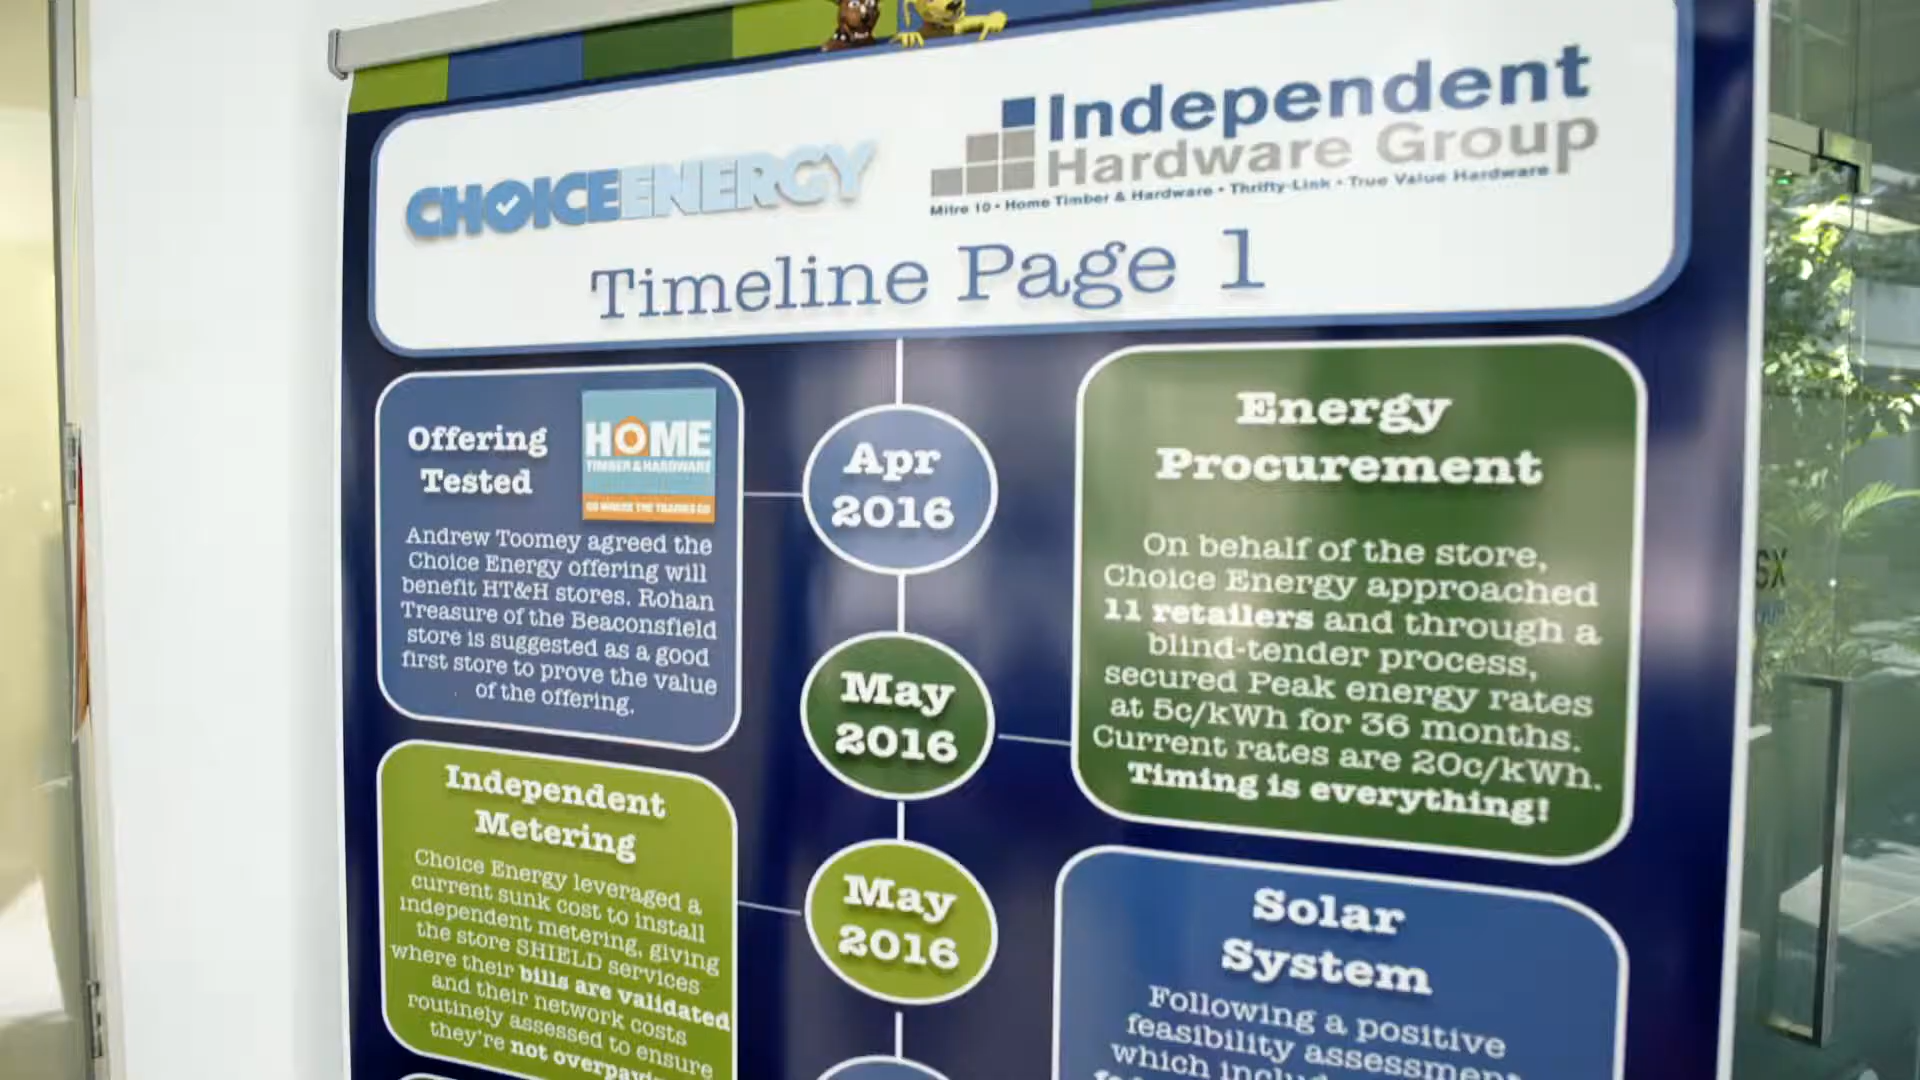 CHOICEENERGY
Independent
Hardware Group
Mitre 10 • Home Timber & Hardware • Thrifty-Link • True Value Hardware
Timeline Page 1
Offering
Tested
HOME
TIMBER & HARDWARE
GO WHERE THE TRADIES GO
Andrew Toomey agreed the
Choice Energy offering will
benefit HT&H stores. Rohan
Treasure of the Beaconsfield
store is suggested as a good
first store to prove the value
of the offering.
Apr
2016
Energy
Procurement
On behalf of the store,
Choice Energy approached
11 retailers and through a
blind-tender process,
secured Peak energy rates
at 5c/kWh for 36 months.
Current rates are 20c/kWh.
Timing is everything!
May
2016
Independent
Metering
Choice Energy leveraged a
current sunk cost to install
independent metering, giving
the store SHIELD services
where their bills are validated
and their network costs
routinely assessed to ensure
they're not
May
2016
Solar
System
Following a positive
feasibility assessment
which